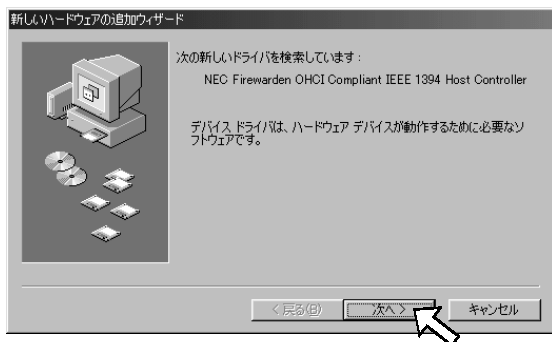 新しいハードウェアの追加ウィザード
次の新しいドライバを検索しています：
NEC Firewarden OHCI Compliant IEEE 1394 Host Controller
デバイス ドライバは、ハードウェア デバイスが動作するために必要なソ
フトウェアです。
< 戻る(B)
次へ >
キャンセル